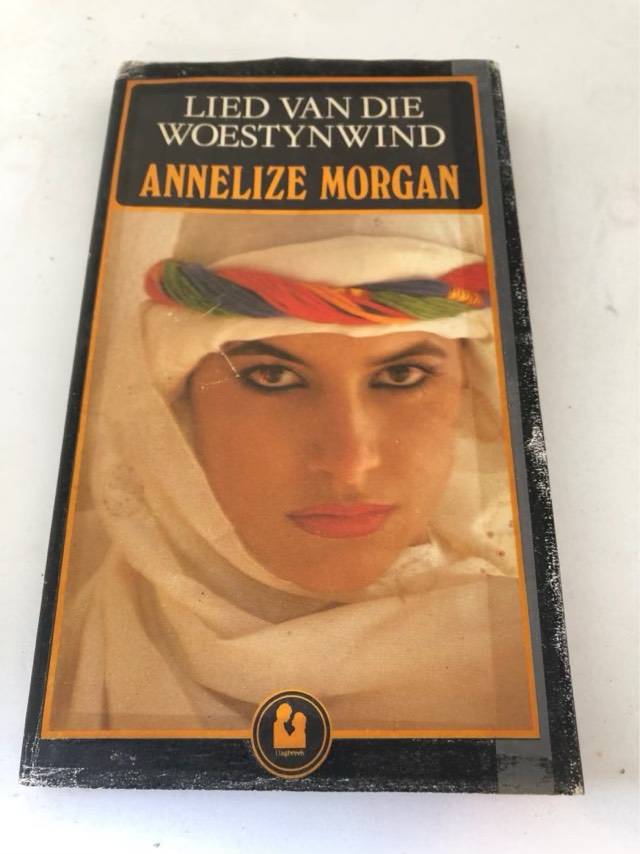 LIED VAN DIE
WOESTYNWIND
ANNELIZE MORGAN